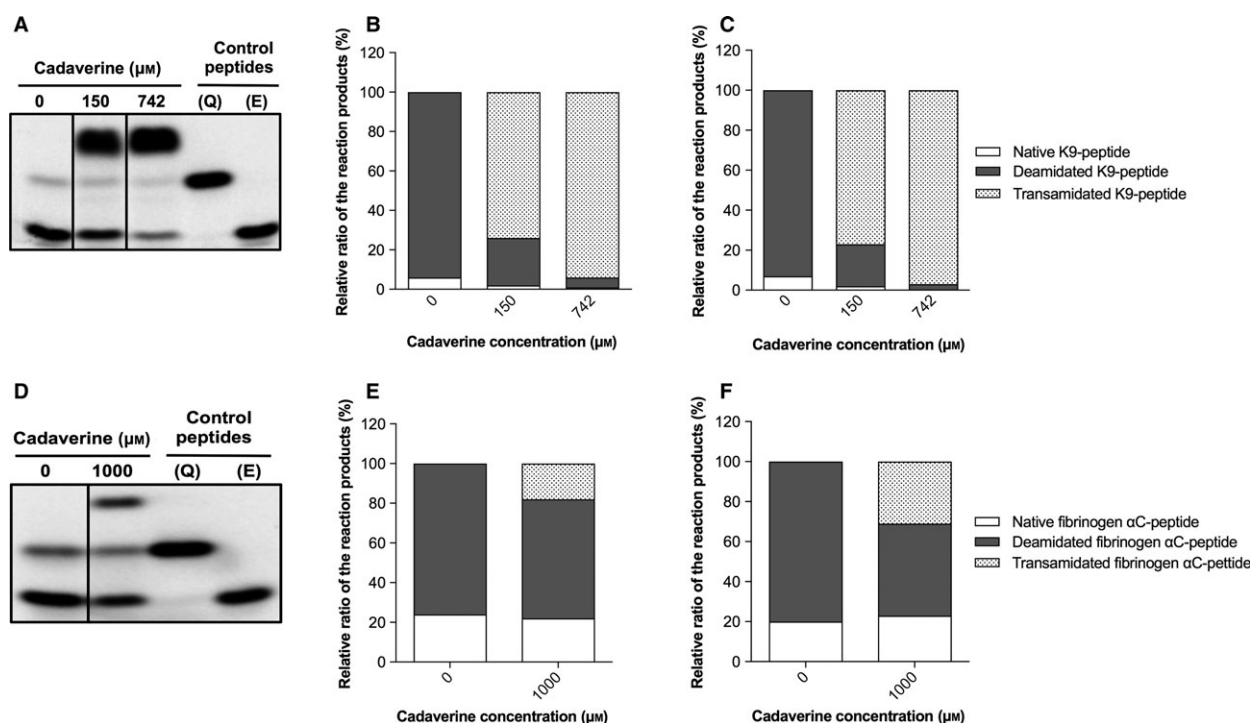 A
Cadaverine (μM)
Control
peptides
0 150 742 (Q) (E)
B
Relative ratio of the reaction products (%)
120
100
80
60
40
20
0
0 150 742
Cadaverine concentration (μM)
C
Relative ratio of the reaction products (%)
120
100
80
60
40
20
0
0 150 742
Cadaverine concentration (μM)
Native K9-peptide
Deamidated K9-peptide
Transamidated K9-peptide
D
Cadaverine (μM)
Control
peptides
0 1000 (Q) (E)
E
Relative ratio of the reaction products (%)
120
100
80
60
40
20
0
0 1000
Cadaverine concentration (μM)
F
Relative ratio of the reaction products (%)
120
100
80
60
40
20
0
0 1000
Cadaverine concentration (μM)
Native fibrinogen αC-peptide
Deamidated fibrinogen αC-peptide
Transamidated fibrinogen αC-pettide